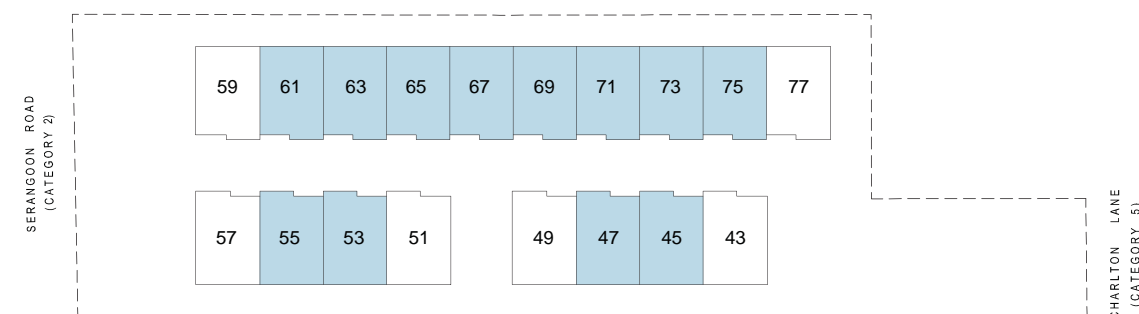 SERANGOON ROAD
(CATEGORY 2)
59 61 63 65 67 69 71 73 75 77
57 55 53 51 49 47 45 43
CHARLTON LANE
(CATEGORY 5)